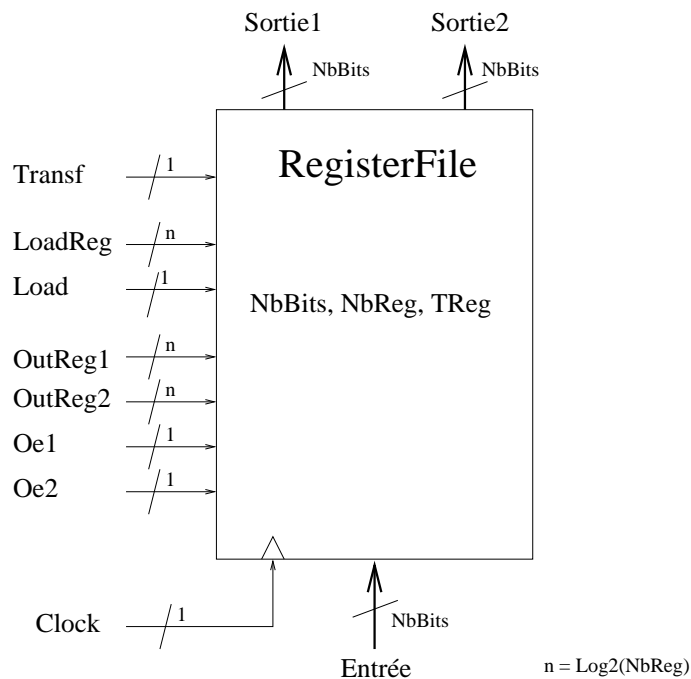 Sortie1 Sortie2
NbBits NbBits
RegisterFile
Transf 1
LoadReg n
Load 1
NbBits, NbReg, TReg
OutReg1 n
OutReg2 n
Oe1 1
Oe2 1
Clock 1
NbBits
Entrée
n = Log2(NbReg)